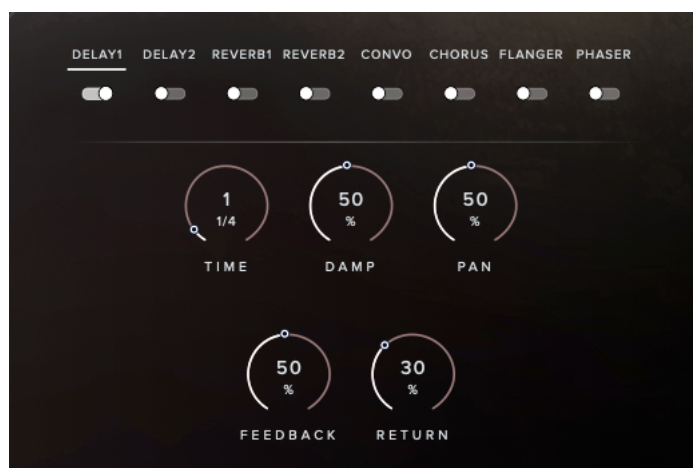 DELAY1 DELAY2 REVERB1 REVERB2 CONVO CHORUS FLANGER PHASER
1 50 50
1/4 % %
TIME DAMP PAN
50 30
% %
FEEDBACK RETURN